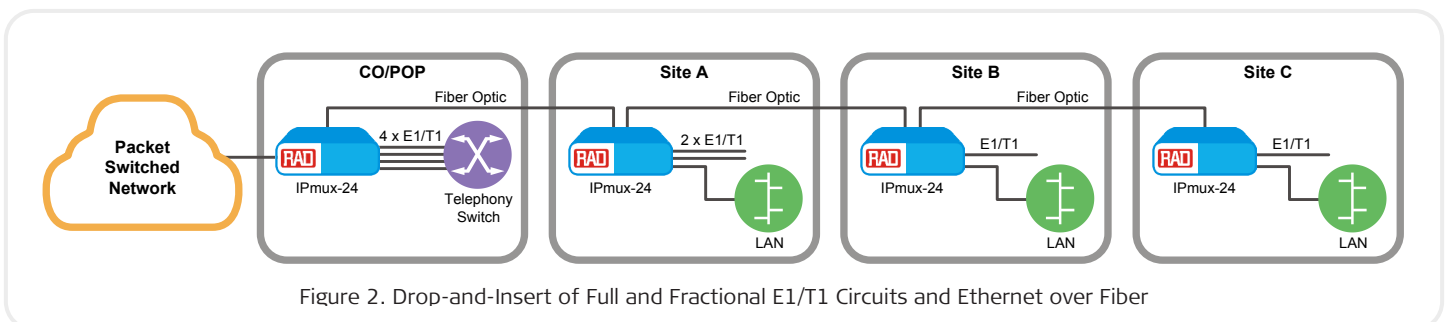 CO/POP
Site A
Site B
Site C
Fiber Optic
Fiber Optic
Fiber Optic
Packet
Switched
Network
4 x E1/T1
2 x E1/T1
E1/T1
E1/T1
RAD
RAD
RAD
RAD
IPmux-24
IPmux-24
IPmux-24
IPmux-24
Telephony
Switch
LAN
LAN
LAN
Figure 2. Drop-and-Insert of Full and Fractional E1/T1 Circuits and Ethernet over Fiber